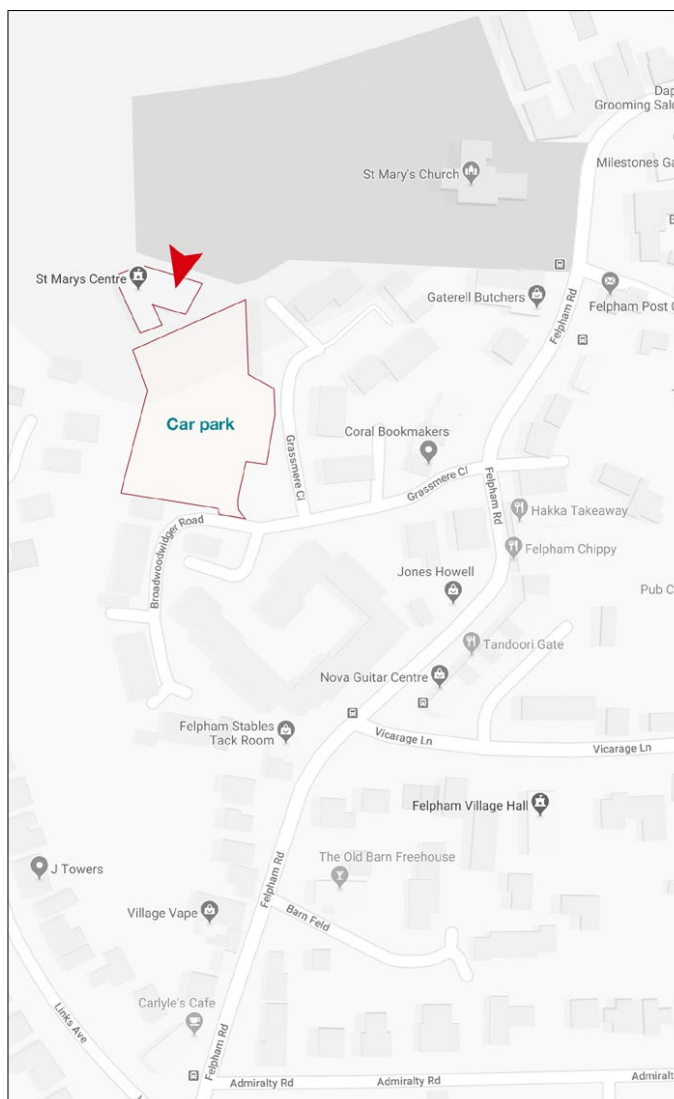 Dap
Grooming Salo
Milestones Ga
St Mary's Church
E
St Marys Centre
Gaterell Butchers
Felpham Post O
Felpham Rd
Car park
Coral Bookmakers
Grassmere Cl
Grassmere Cl
Felpham Rd
Hakka Takeaway
Broadwoodwidger Road
Felpham Chippy
Jones Howell
Pub C
Tandoori Gate
Nova Guitar Centre
Felpham Stables
Tack Room
Vicarage Ln
Vicarage Ln
Felpham Village Hall
The Old Barn Freehouse
J Towers
Felpham Rd
Village Vape
Barn Feld
Links Ave
Carlyle's Cafe
Felpham Rd
Admiralty Rd
Admiralty Rd
Admiralty